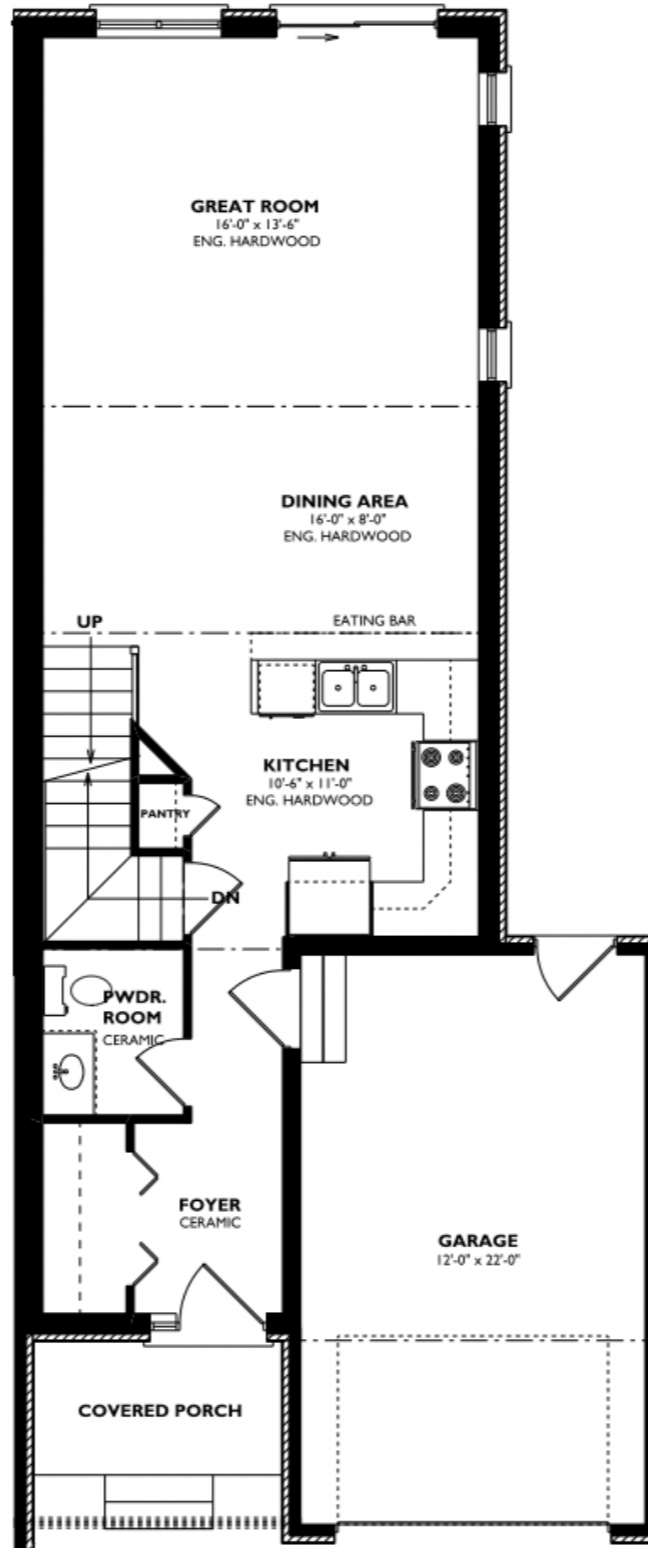 GREAT ROOM
16'-0" x 13'-6"
ENG. HARDWOOD
DINING AREA
16'-0" x 8'-0"
ENG. HARDWOOD
UP
EATING BAR
KITCHEN
10'-6" x 11'-0"
ENG. HARDWOOD
PANTRY
DN
PWDR.
ROOM
CERAMIC
FOYER
CERAMIC
GARAGE
12'-0" x 22'-0"
COVERED PORCH